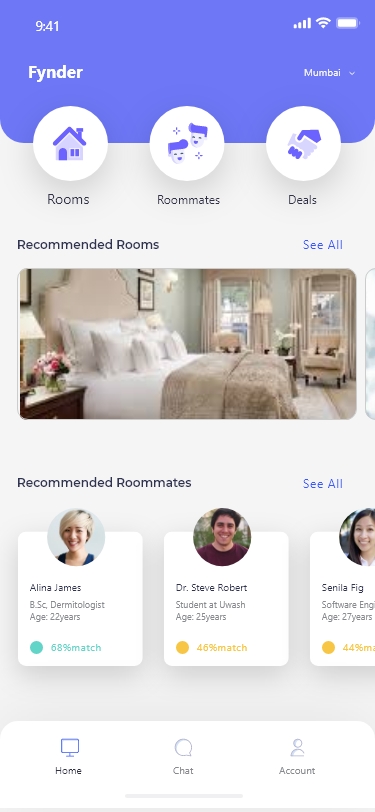 9:41
Fynder
Mumbai
Rooms
Roommates
Deals
Recommended Rooms
See All
Recommended Roommates
See All
Alina James
B.Sc, Dermitologist
Age: 22years
68%match
Dr. Steve Robert
Student at Uwash
Age: 25years
46%match
Senila Fig
Software Engi
Age: 27years
44%ma
Home
Chat
Account